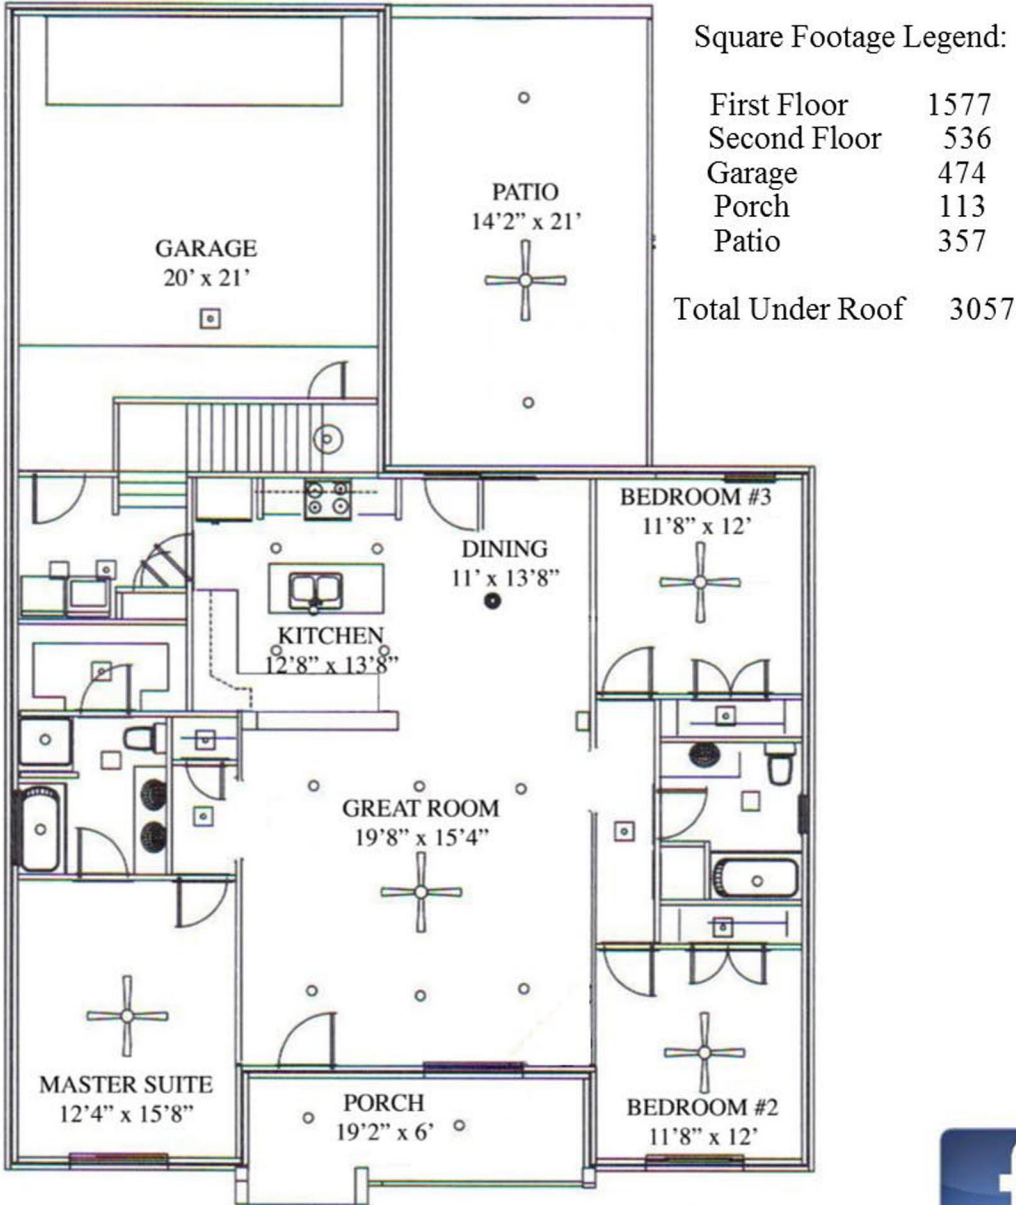 Square Footage Legend:
First Floor 1577
Second Floor 536
Garage 474
Porch 113
Patio 357
Total Under Roof 3057
PATIO
14'2” x 21’
GARAGE
20’ x 21’
BEDROOM #3
11’8” x 12’
DINING
11’ x 13’8”
KITCHEN
12’8” x 13’8”
GREAT ROOM
19’8” x 15’4”
MASTER SUITE
12’4” x 15’8”
PORCH
19’2” x 6’
BEDROOM #2
11’8” x 12’